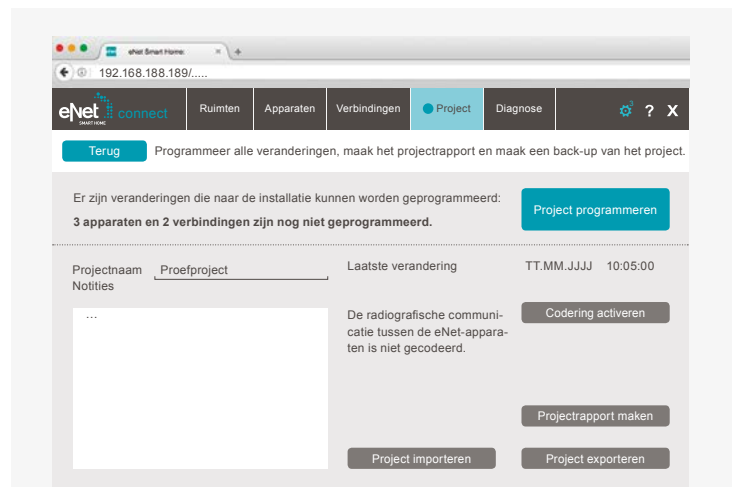 eNet Smart Home:
192.168.188.189/.....
eNet connect
SMART HOME
Ruimten
Apparaten
Verbindingen
Project
Diagnose
3
?
X
Terug
Programmeer alle veranderingen, maak het projectrapport en maak een back-up van het project.
Er zijn veranderingen die naar de installatie kunnen worden geprogrammeerd:
3 apparaten en 2 verbindingen zijn nog niet geprogrammeerd.
Project programmeren
Projectnaam
Proefproject
Laatste verandering
TT.MM.JJJJ 10:05:00
Notities
…
De radiografische communi-
catie tussen de eNet-appara-
ten is niet gecodeerd.
Codering activeren
Projectrapport maken
Project importeren
Project exporteren